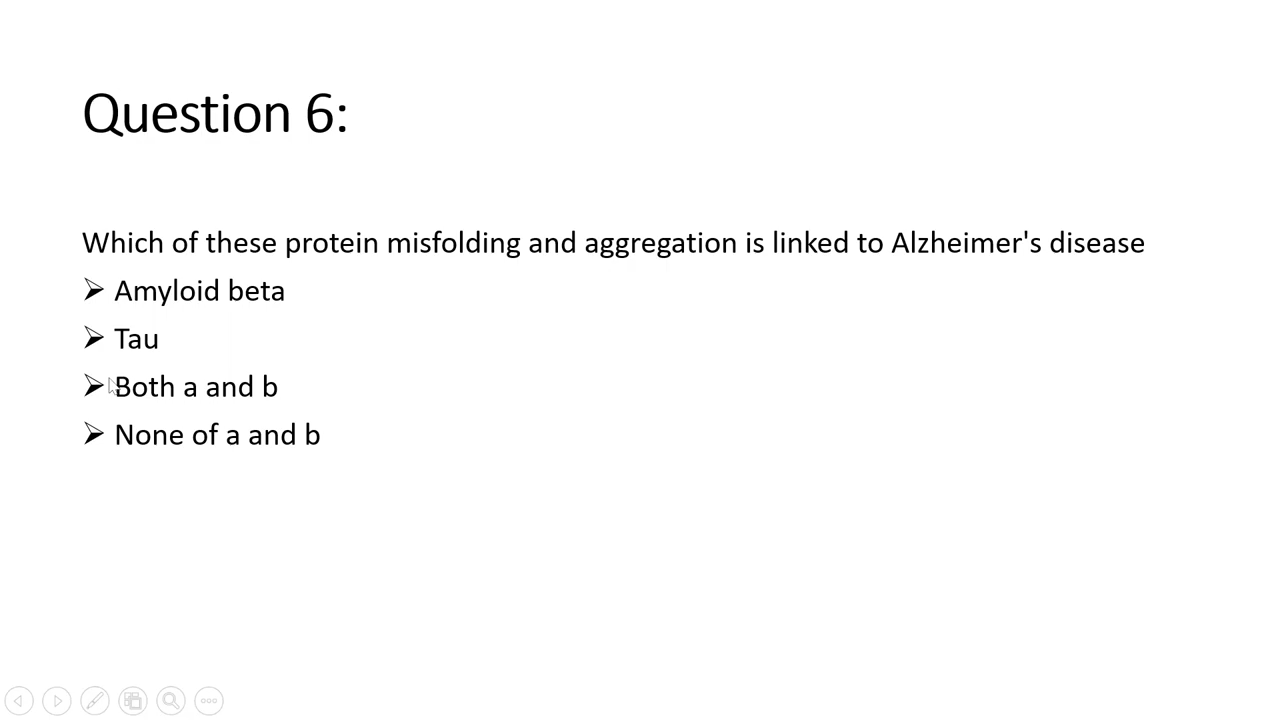 Question 6:
Which of these protein misfolding and aggregation is linked to Alzheimer's disease
Amyloid beta
Tau
Both a and b
None of a and b